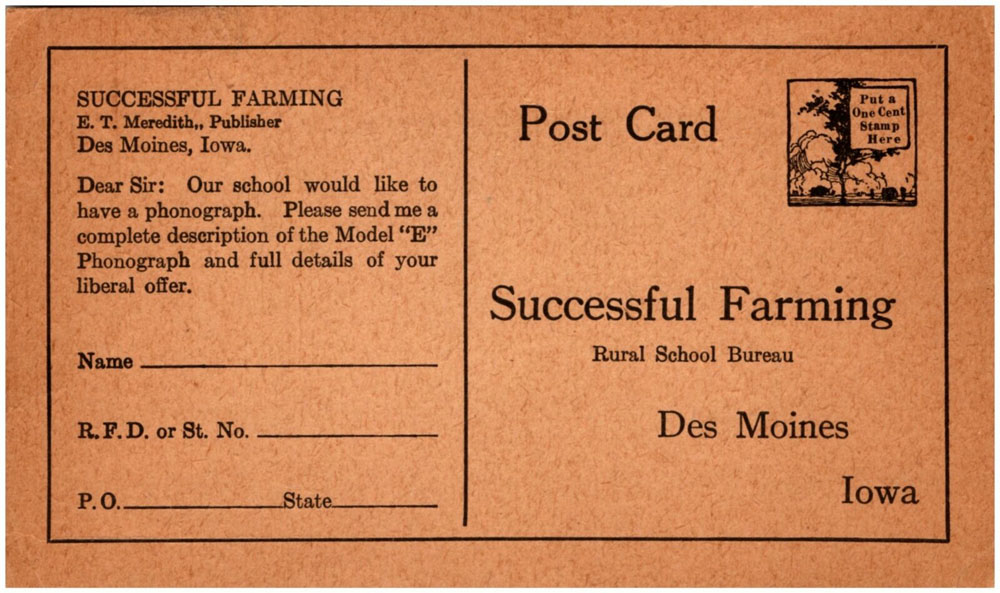 SUCCESSFUL FARMING
E. T. Meredith,, Publisher
Des Moines, Iowa.
Dear Sir: Our school would like to
have a phonograph. Please send me a
complete description of the Model "E"
Phonograph and full details of your
liberal offer.
Name
R. F. D. or St. No.
P. O. State
Post Card
Put a
One Cent
Stamp
Here
Successful Farming
Rural School Bureau
Des Moines
Iowa